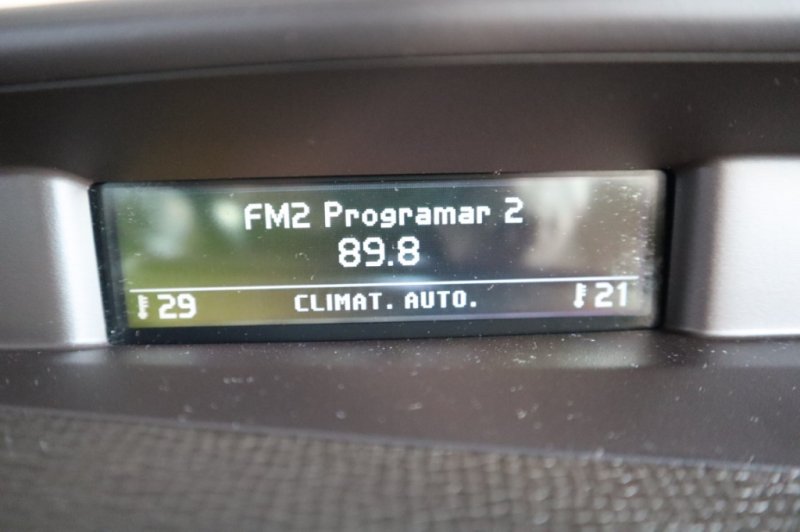 FM2 Programar 2
89.8
29 CLIMAT. AUTO. 21